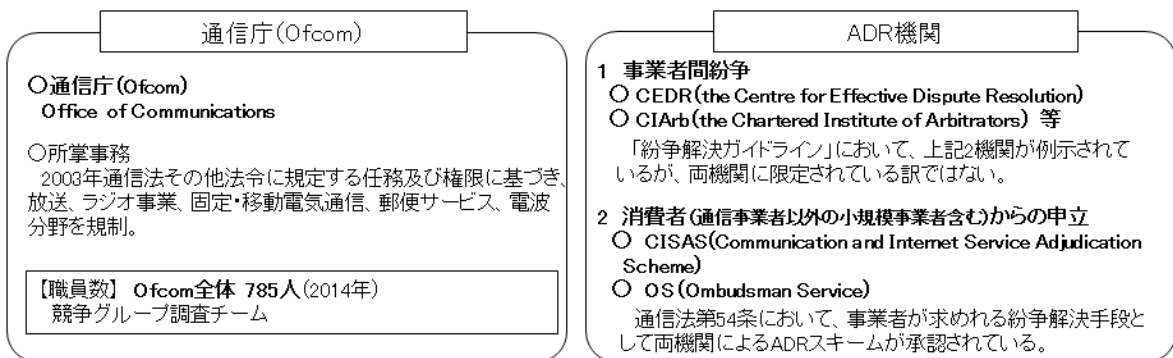 通信庁(Ofcom)
○通信庁(Ofcom)
Office of Communications
○所掌事務
2003年通信法その他法令に規定する任務及び権限に基づき、
放送、ラジオ事業、固定・移動電気通信、郵便サービス、電波
分野を規制。
【職員数】 Ofcom全体 785人(2014年)
競争グループ調査チーム
ADR機関
1 事業者間紛争
○ CEDR(the Centre for Effective Dispute Resolution)
○ CIArb(the Chartered Institute of Arbitrators) 等
「紛争解決ガイドライン」において、上記2機関が例示されて
いるが、両機関に限定されている訳ではない。
2 消費者(通信事業者以外の小規模事業者含む)からの申立
○ CISAS(Communication and Internet Service Adjudication
Scheme)
○ OS(Ombudsman Service)
通信法第54条において、事業者が求めれる紛争解決手段と
して両機関によるADRスキームが承認されている。